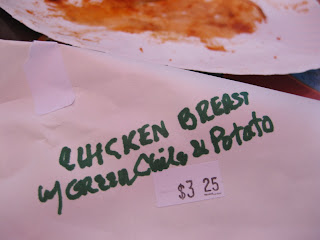 CHICKEN BREAST
w/ GREEN Chile & Potato
$3 25